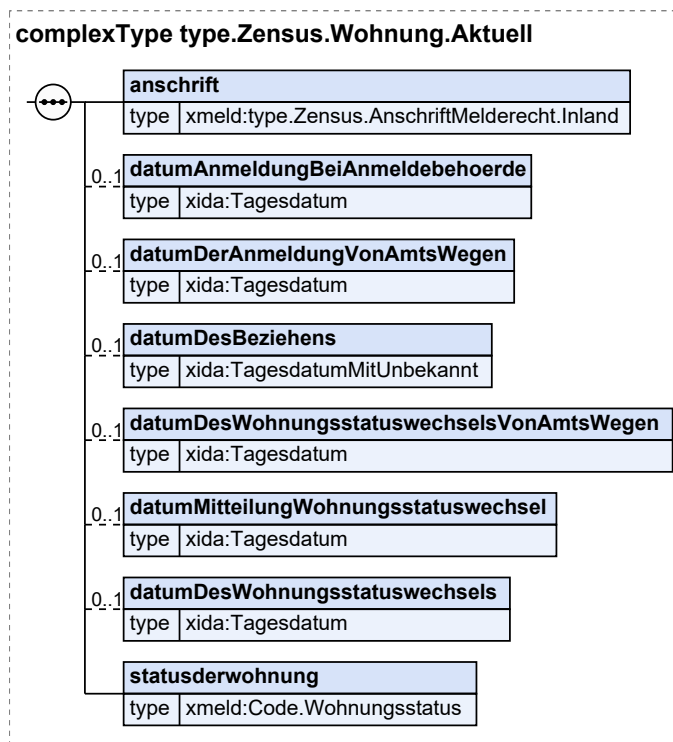 complexType type.Zensus.Wohnung.Aktuell
anschrift
type xmeld:type.Zensus.AnschriftMelderecht.Inland
0..1 datumAnmeldungBeiAnmeldebehoerde
type xida:Tagesdatum
0..1 datumDerAnmeldungVonAmtsWegen
type xida:Tagesdatum
0..1 datumDesBeziehens
type xida:TagesdatumMitUnbekannt
0..1 datumDesWohnungsstatuswechselsVonAmtsWegen
type xida:Tagesdatum
0..1 datumMitteilungWohnungsstatuswechsel
type xida:Tagesdatum
0..1 datumDesWohnungsstatuswechsels
type xida:Tagesdatum
statusderwohnung
type xmeld:Code.Wohnungsstatus